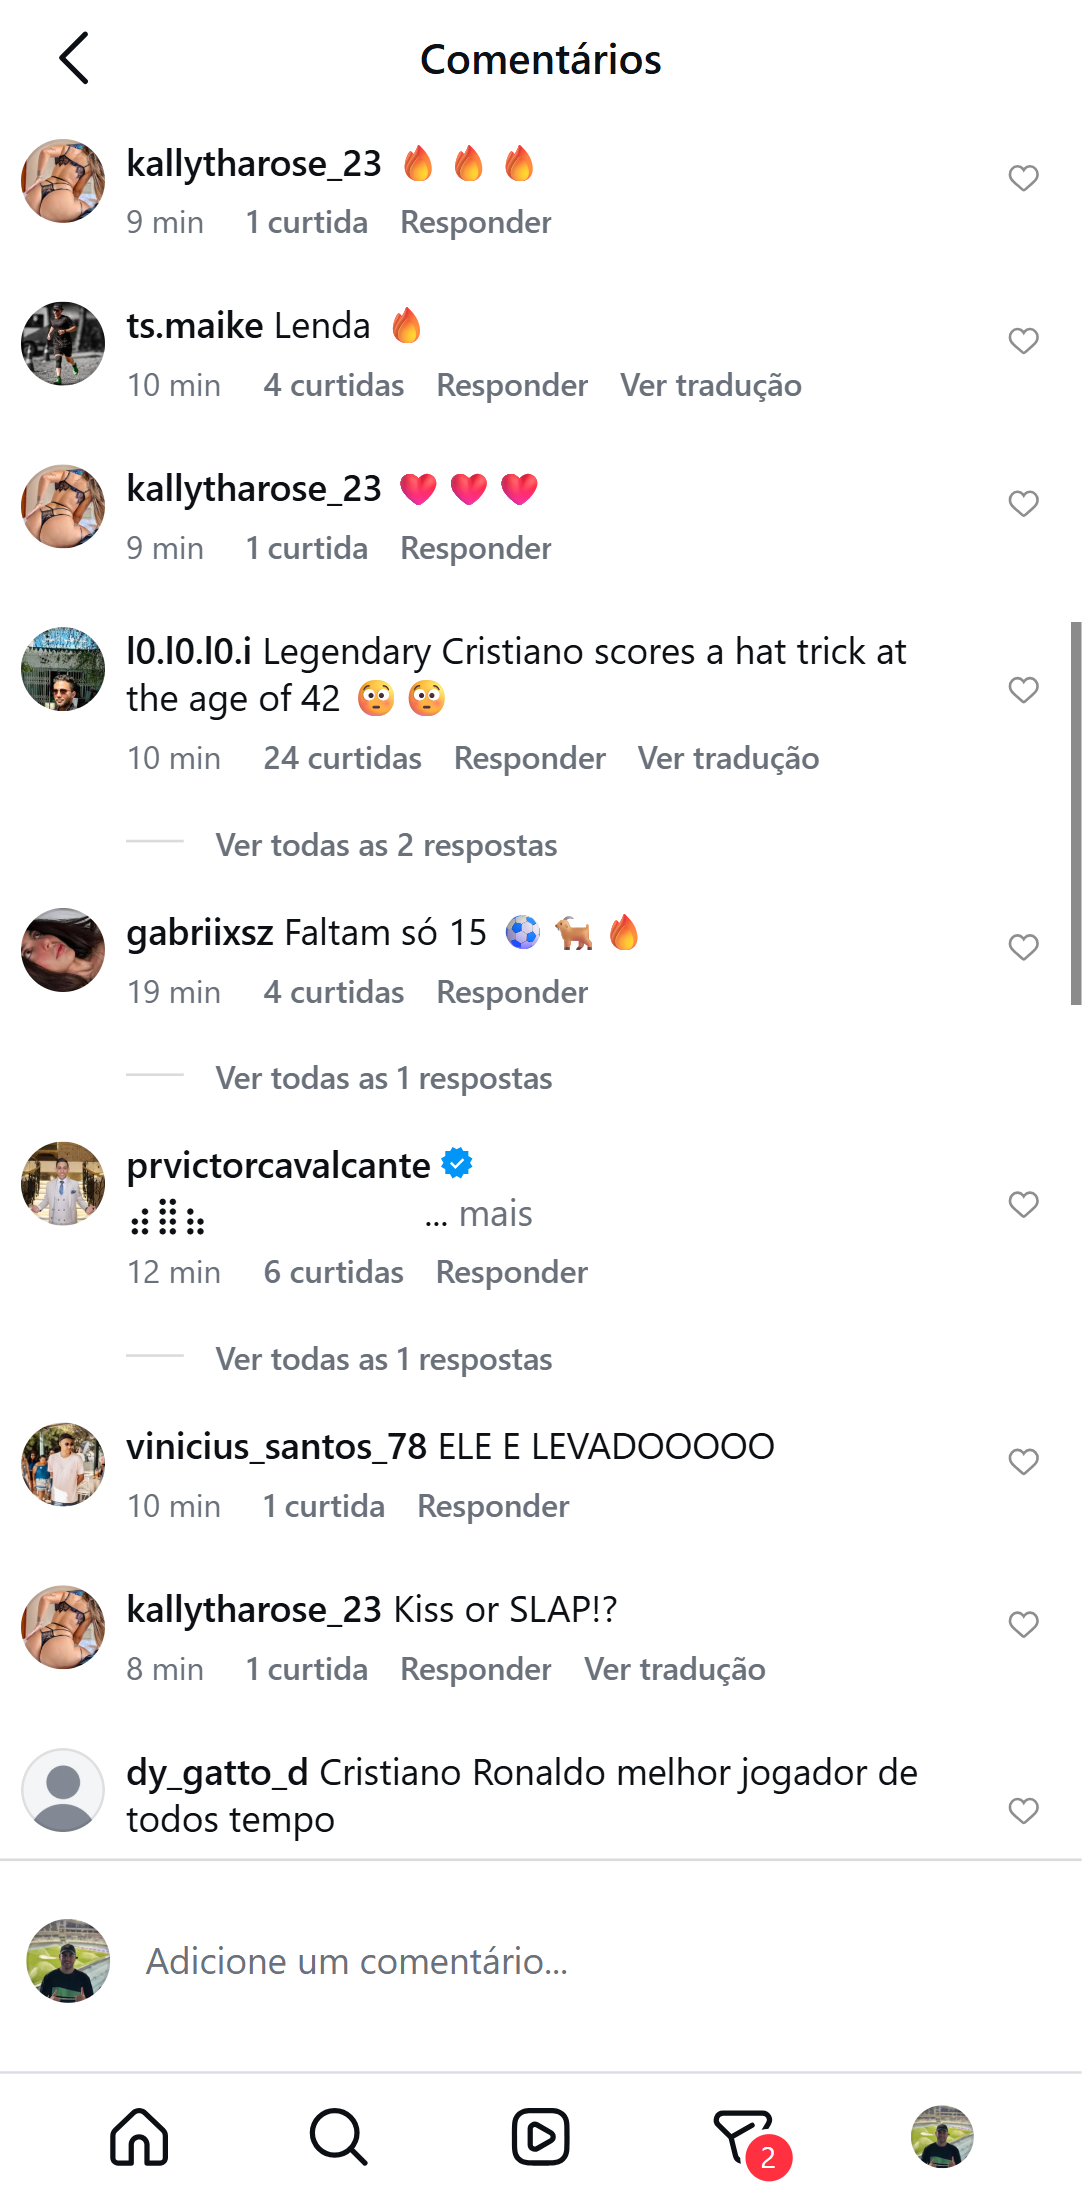 Comentários
kallytharose_23 🔥🔥🔥
9 min 1 curtida Responder
ts.maike Lenda 🔥
10 min 4 curtidas Responder Ver tradução
kallytharose_23 ❤️❤️❤️
9 min 1 curtida Responder
l0.l0.l0.i Legendary Cristiano scores a hat trick at
the age of 42 😳😳
10 min 24 curtidas Responder Ver tradução
Ver todas as 2 respostas
gabriixsz Faltam só 15 ⚽🐐🔥
19 min 4 curtidas Responder
Ver todas as 1 respostas
prvictorcavalcante
⣠⣿⣄ ... mais
12 min 6 curtidas Responder
Ver todas as 1 respostas
vinicius_santos_78 ELE E LEVADOOOOO
10 min 1 curtida Responder
kallytharose_23 Kiss or SLAP!?
8 min 1 curtida Responder Ver tradução
dy_gatto_d Cristiano Ronaldo melhor jogador de
todos tempo
Adicione um comentário...
2